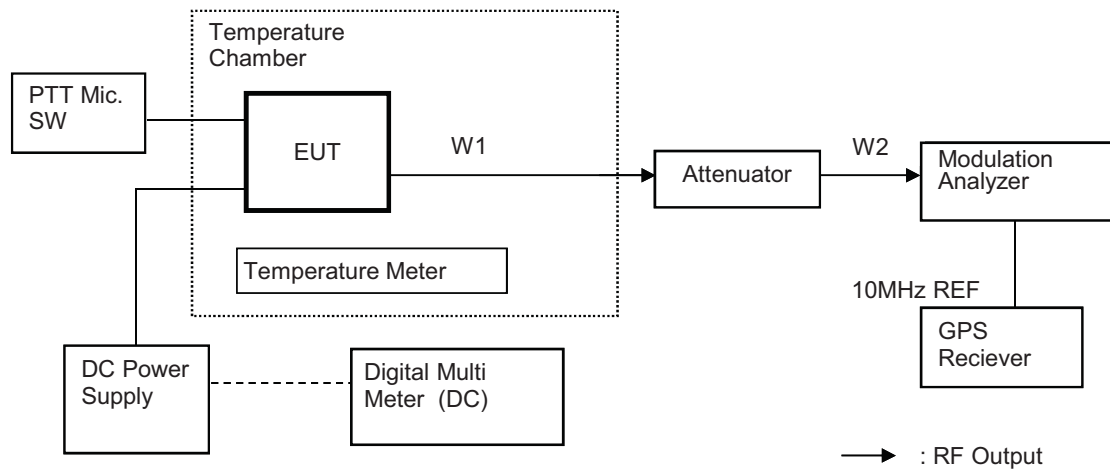 Temperature
Chamber
PTT Mic.
SW
EUT
W1
Attenuator
W2
Modulation
Analyzer
Temperature Meter
10MHz REF
GPS
Reciever
DC Power
Supply
Digital Multi
Meter (DC)
: RF Output